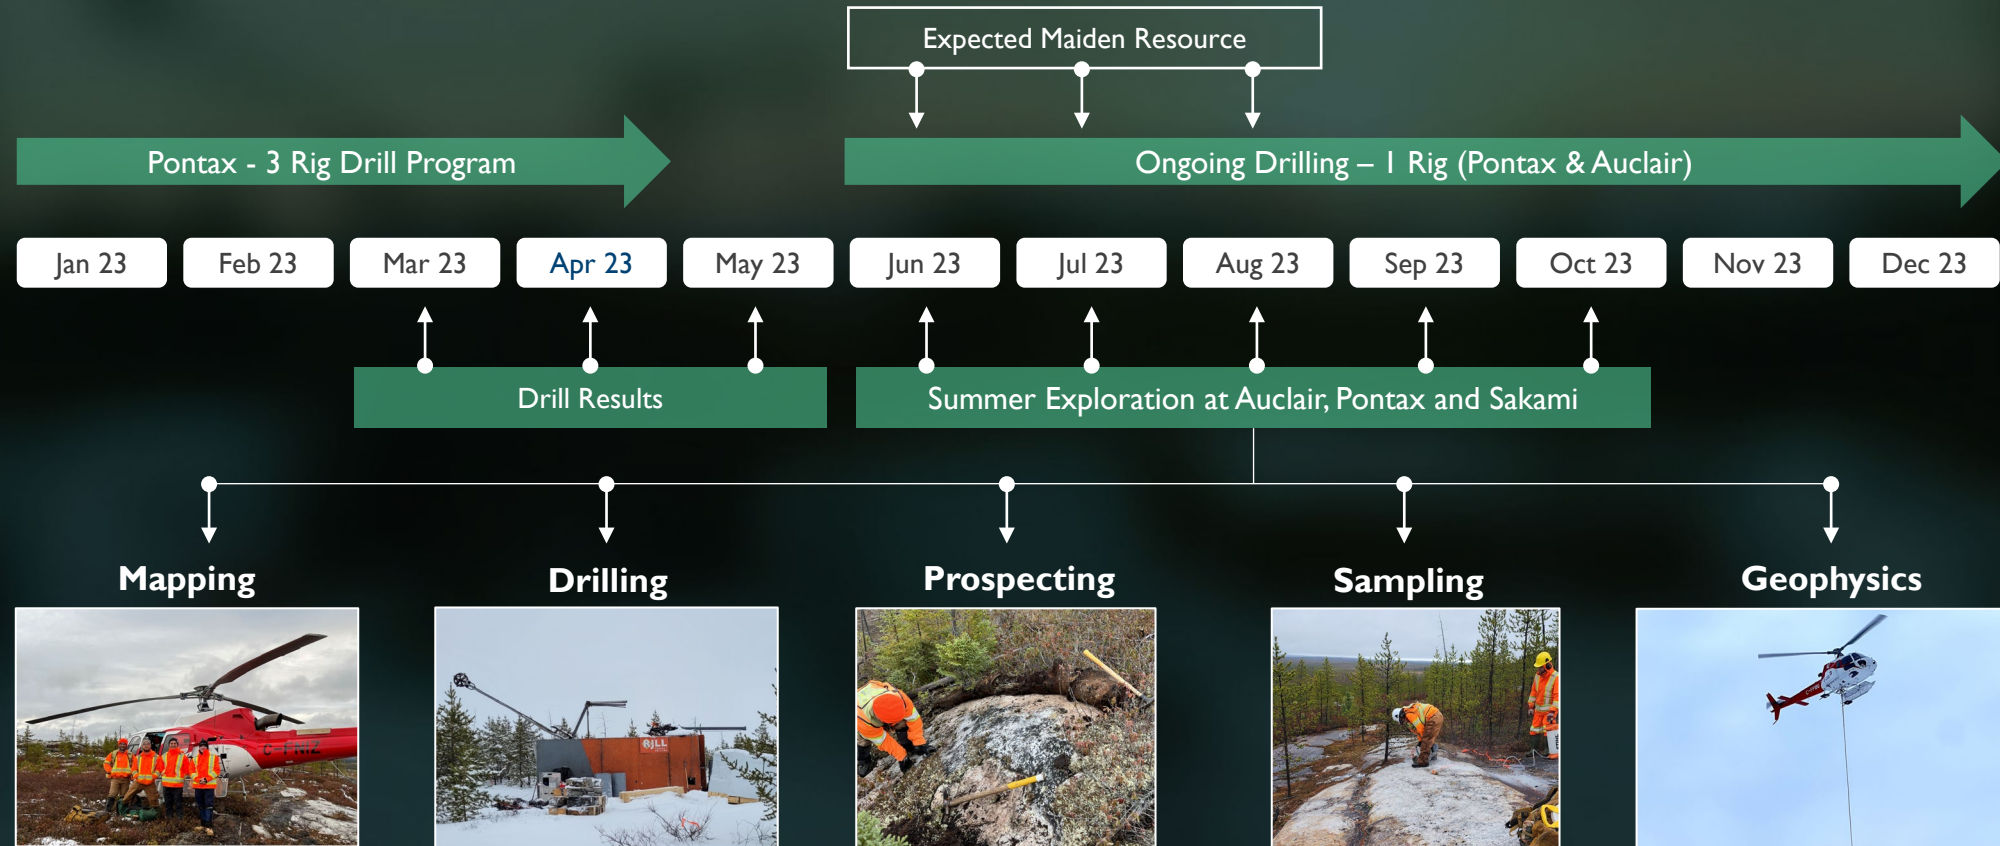 Expected Maiden Resource
Pontax - 3 Rig Drill Program
Ongoing Drilling – 1 Rig (Pontax & Auclair)
Jan 23
Feb 23
Mar 23
Apr 23
May 23
Jun 23
Jul 23
Aug 23
Sep 23
Oct 23
Nov 23
Dec 23
Drill Results
Summer Exploration at Auclair, Pontax and Sakami
Mapping
Drilling
Prospecting
Sampling
Geophysics
RJLL